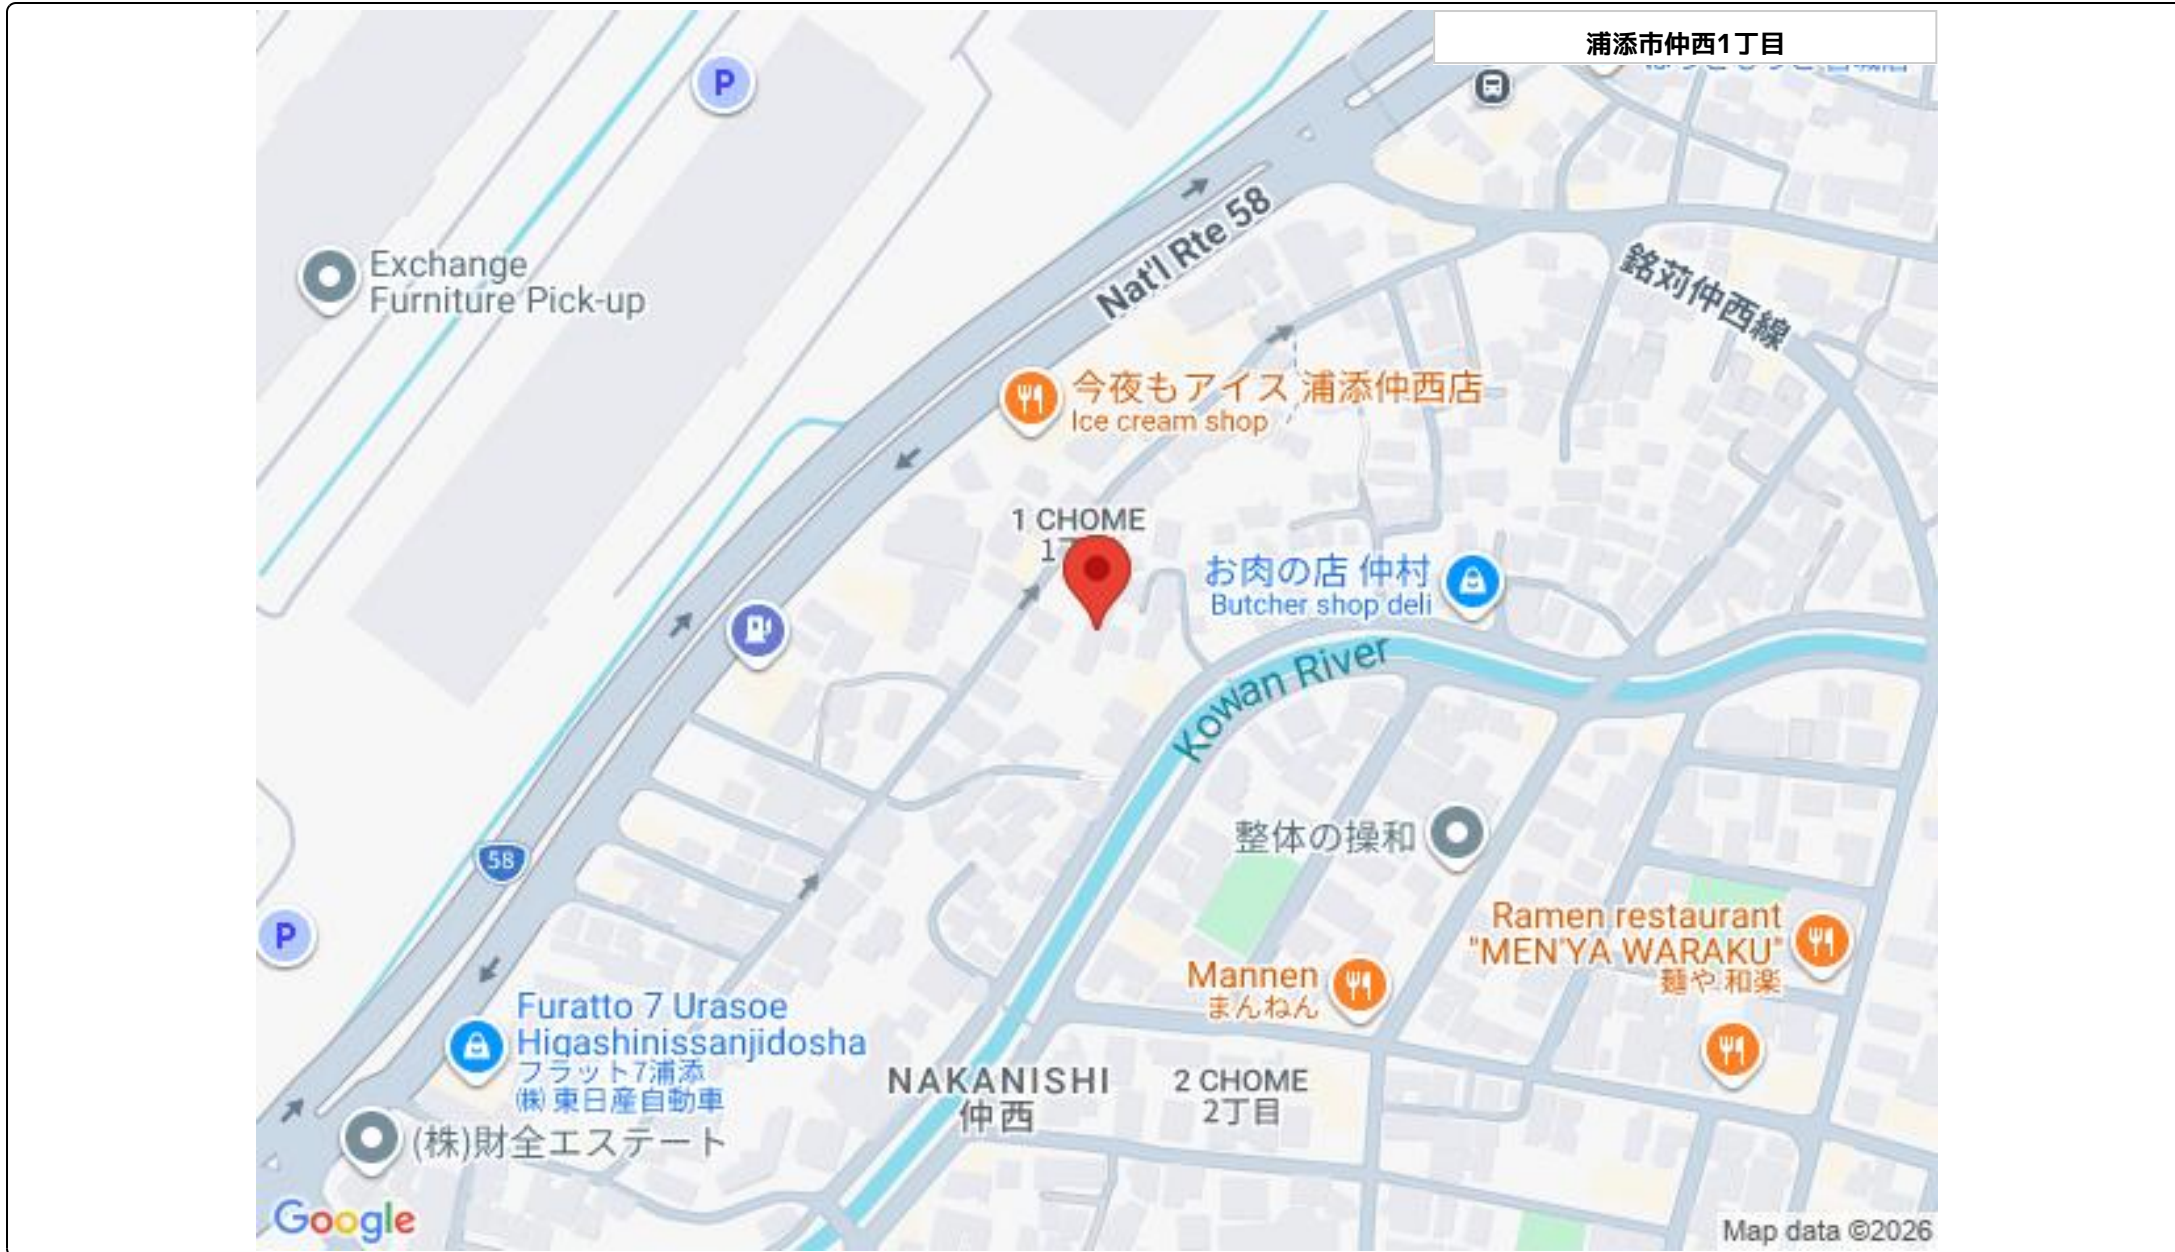 浦添市仲西1丁目
P
Exchange
Furniture Pick-up
Nat'l Rte 58
銘苅仲西線
今夜もアイス 浦添仲西店
Ice cream shop
1 CHOME
お肉の店 仲村
Butcher shop deli
Kowan River
整体の操和
58
P
Ramen restaurant
"MEN'YA WARAKU"
麺や 和楽
Mannen
まんねん
Furatto 7 Urasoe
Higashinissanjidosha
フラット7浦添
㈱ 東日産自動車
NAKANISHI
仲西
2 CHOME
2丁目
(株)財全エステート
Google
Map data ©2026